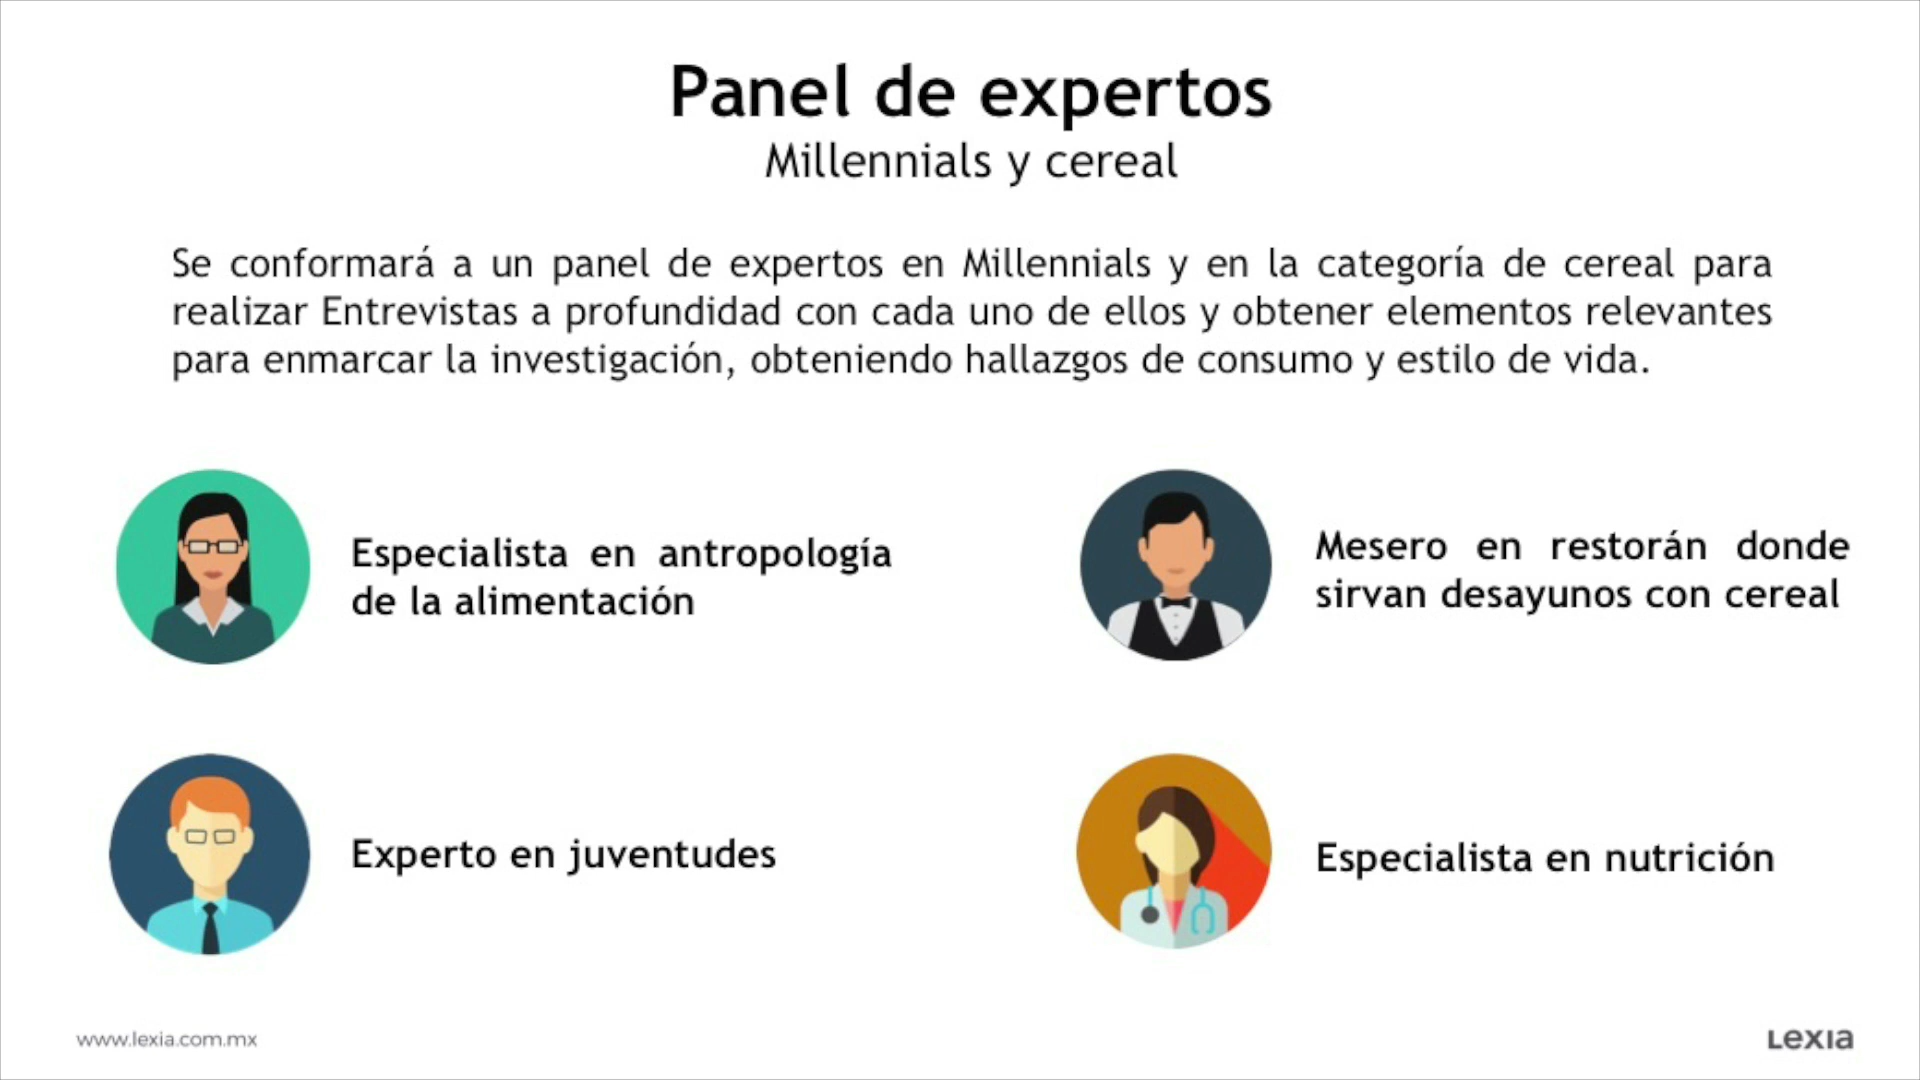 Panel de expertos
Millennials y cereal
Se conformará a un panel de expertos en Millennials y en la categoría de cereal para
realizar Entrevistas a profundidad con cada uno de ellos y obtener elementos relevantes
para enmarcar la investigación, obteniendo hallazgos de consumo y estilo de vida.
Especialista en antropología
de la alimentación
Mesero en restorán donde
sirvan desayunos con cereal
Experto en juventudes
Especialista en nutrición
www.lexia.com.mx
Lexia